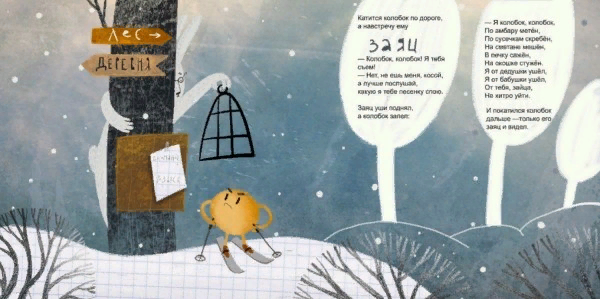 ЛЕС →
ДЕРЕВНЯ
Катится колобок по дороге,
а навстречу ему
ЗАЯЦ
— Колобок, колобок! Я тебя
съем!
— Нет, не ешь меня, косой,
а лучше послушай,
какую я тебе песенку спою.
Заяц уши поднял,
а колобок запел:
— Я колобок, колобок,
По амбару метён,
По сусечкам скребён,
На сметане мешён,
В печку сажён,
На окошке стужён.
Я от дедушки ушёл,
Я от бабушки ушёл,
От тебя, зайца,
Не хитро уйти.
И покатился колобок
дальше —только его
заяц и видел.